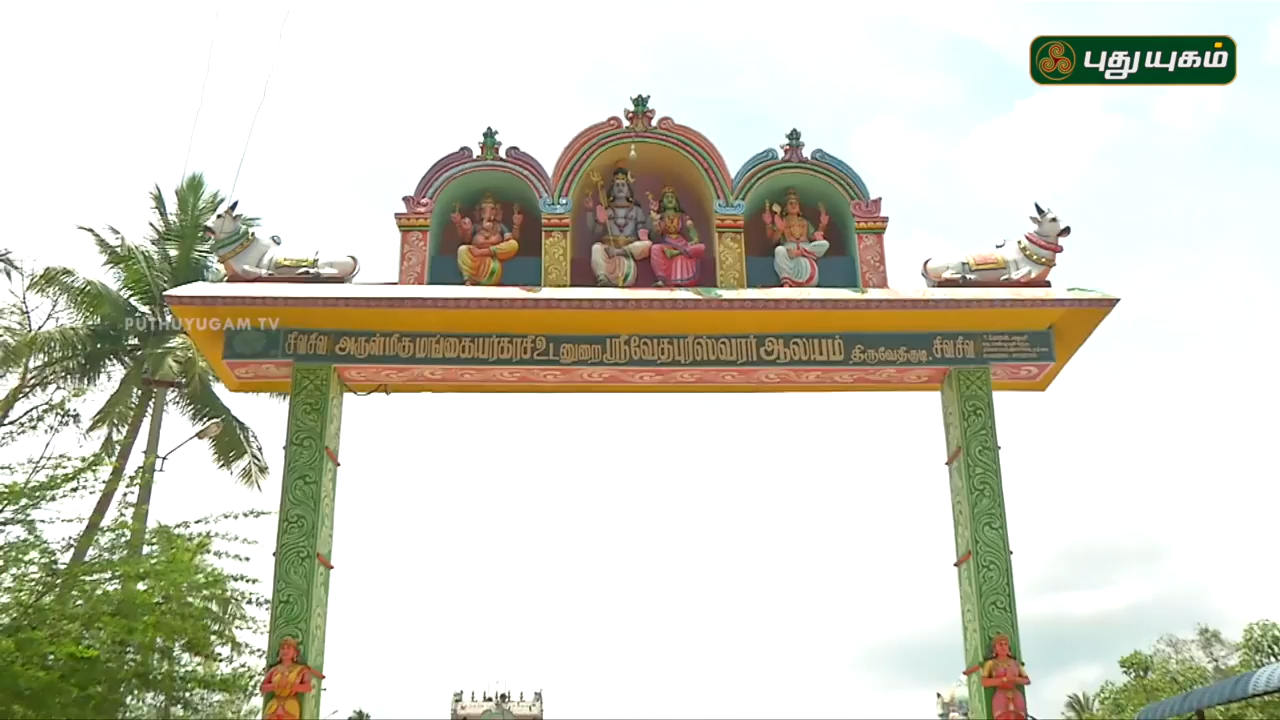 புதுயுகம்
PUTHUYUGAM TV
சிவசிவ அருள்மிகு மங்கையர்கரசி உடனுறை ஸ்ரீவேதபுரீஸ்வரர் ஆலயம் திருவேதிகுடி. சிவசிவ